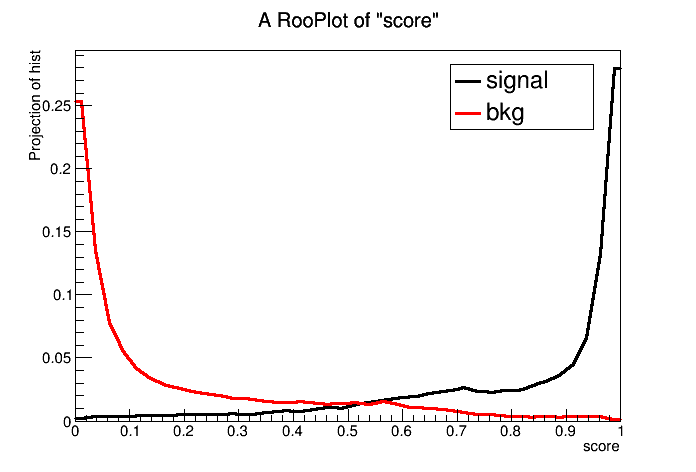 A RooPlot of "score"
Projection of hist
signal
bkg
0.25
0.2
0.15
0.1
0.05
0
0 0.1 0.2 0.3 0.4 0.5 0.6 0.7 0.8 0.9 1
score